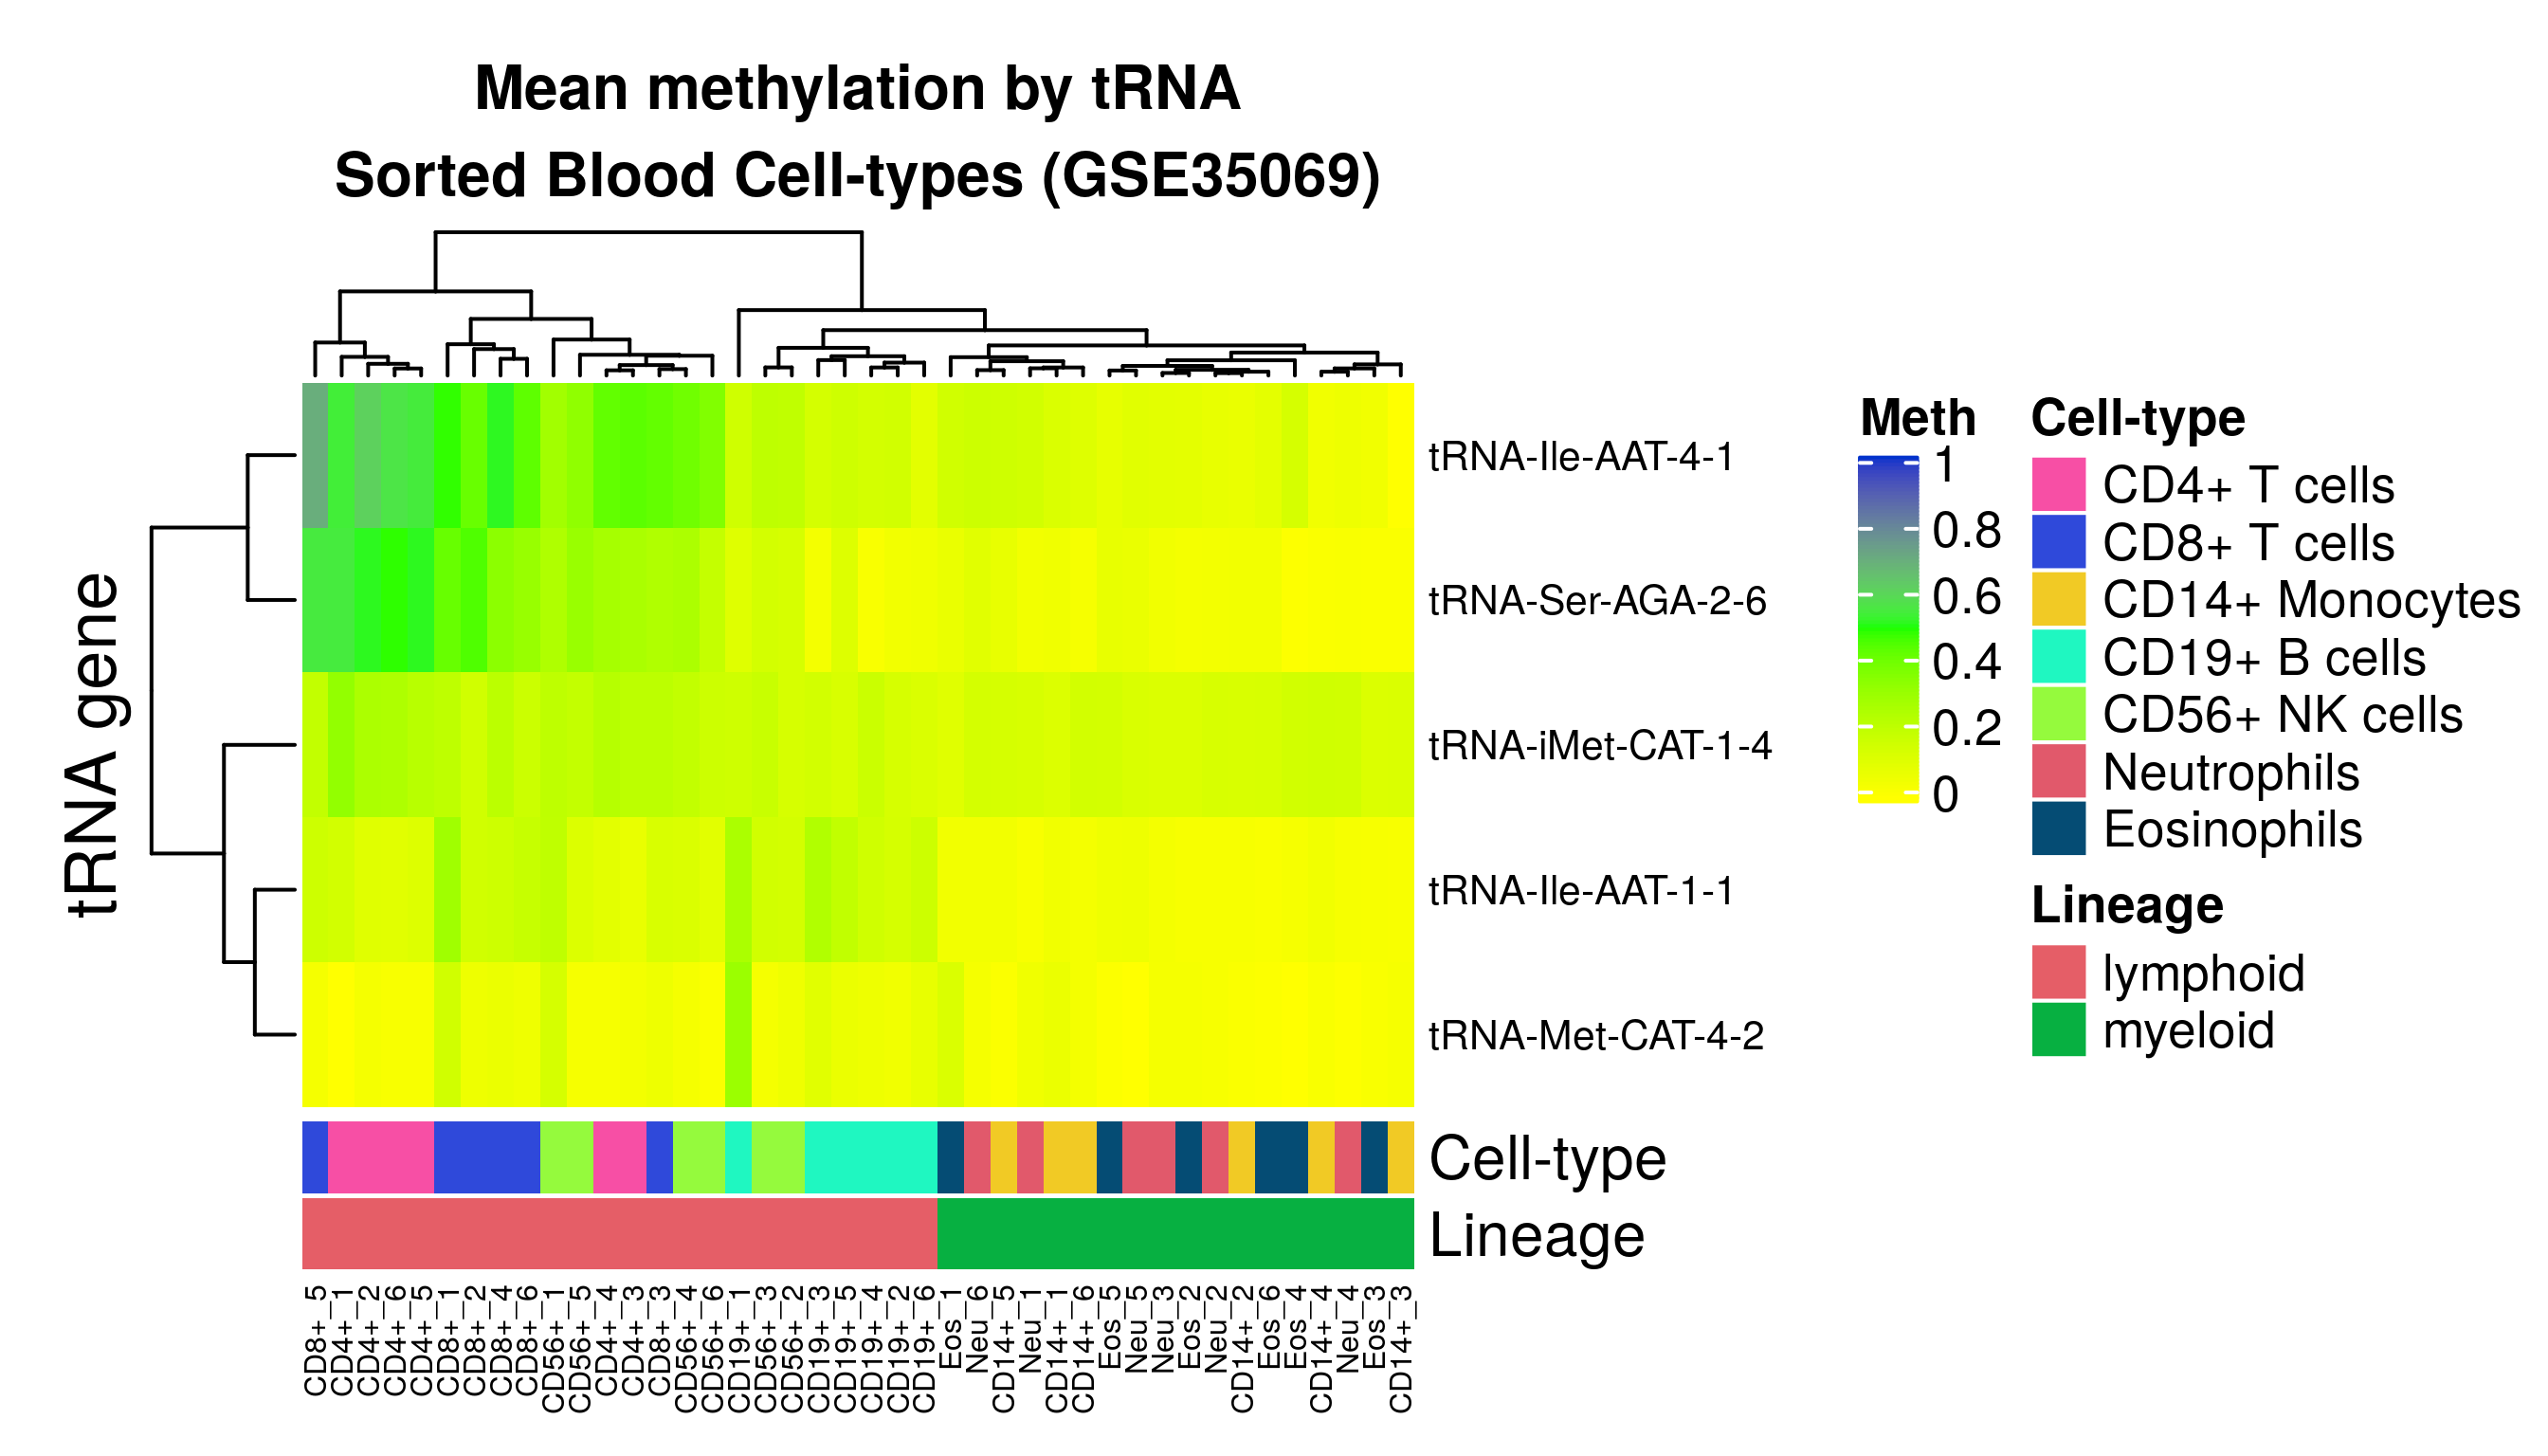 Mean methylation by tRNA
Sorted Blood Cell-types (GSE35069)
tRNA gene
tRNA-Ile-AAT-4-1
tRNA-Ser-AGA-2-6
tRNA-iMet-CAT-1-4
tRNA-Ile-AAT-1-1
tRNA-Met-CAT-4-2
Cell-type
Lineage
CD8+_5
CD4+_1
CD4+_2
CD4+_6
CD4+_5
CD8+_1
CD8+_2
CD8+_4
CD8+_6
CD56+_1
CD56+_5
CD4+_4
CD4+_3
CD8+_3
CD56+_4
CD56+_6
CD19+_1
CD56+_3
CD56+_2
CD19+_3
CD19+_5
CD19+_4
CD19+_2
CD19+_6
Eos_1
Neu_6
CD14+_5
Neu_1
CD14+_1
CD14+_6
Eos_5
Neu_5
Neu_3
Eos_2
Neu_2
CD14+_2
Eos_6
Eos_4
CD14+_4
Neu_4
Eos_3
CD14+_3
Meth
1
0.8
0.6
0.4
0.2
0
Cell-type
CD4+ T cells
CD8+ T cells
CD14+ Monocytes
CD19+ B cells
CD56+ NK cells
Neutrophils
Eosinophils
Lineage
lymphoid
myeloid